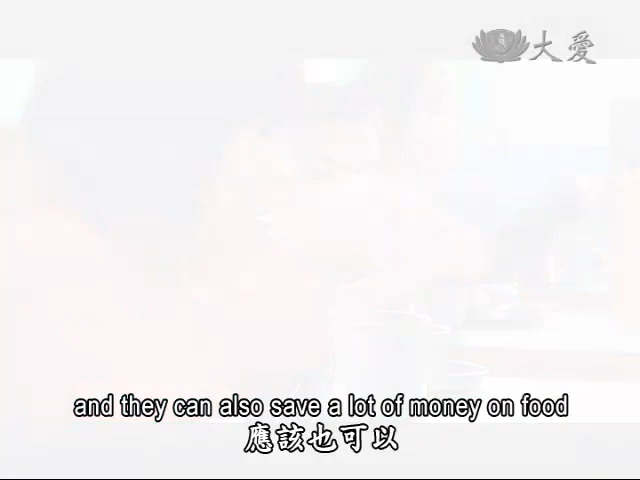 大愛
and they can also save a lot of money on food
應該也可以